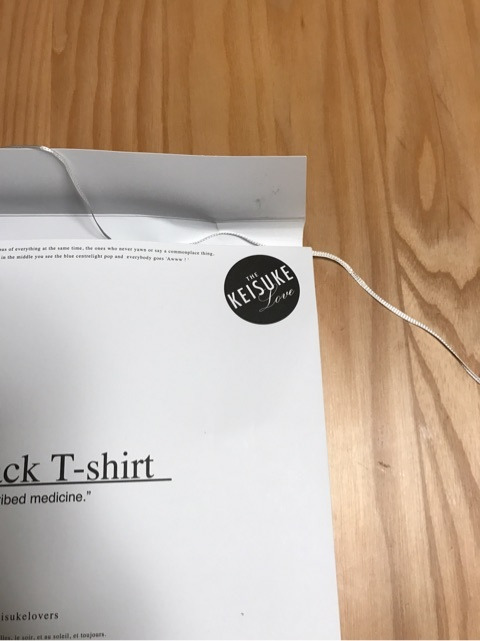 ous of everything at the same time, the ones who never yawn or say a commonplace thing,
in the middle you see the blue centrelight pop and everybody goes 'Awww !'
THE
KEISUKE
Love
ck T-shirt
ibed medicine."
isukelovers
le soir, et au soleil, et toujours.